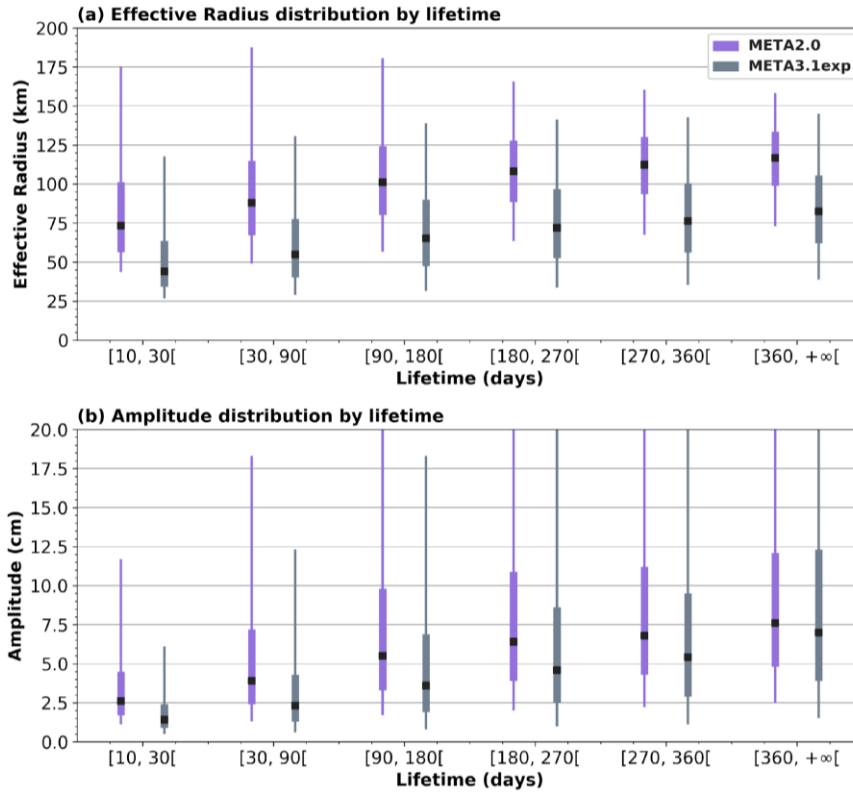 (a) Effective Radius distribution by lifetime
META2.0
META3.1exp
200
175
150
125
100
75
50
25
0
Effective Radius (km)
[10, 30[ [30, 90[ [90, 180[ [180, 270[ [270, 360[ [360, +∞[
Lifetime (days)
(b) Amplitude distribution by lifetime
20.0
17.5
15.0
12.5
10.0
7.5
5.0
2.5
0.0
Amplitude (cm)
[10, 30[ [30, 90[ [90, 180[ [180, 270[ [270, 360[ [360, +∞[
Lifetime (days)